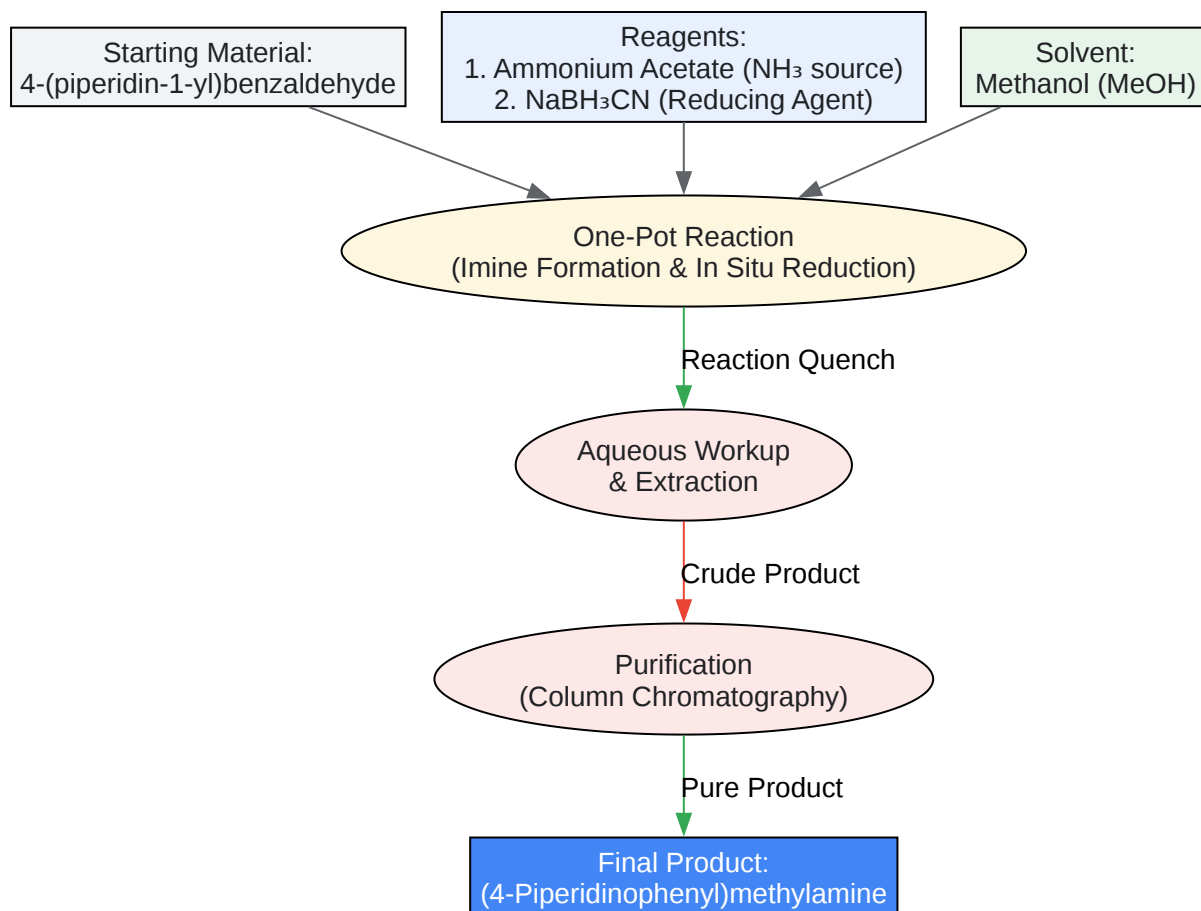 Starting Material:
4-(piperidin-1-yl)benzaldehyde
Reagents:
1. Ammonium Acetate (NH₃ source)
2. NaBH₃CN (Reducing Agent)
Solvent:
Methanol (MeOH)
One-Pot Reaction
(Imine Formation & In Situ Reduction)
Reaction Quench
Aqueous Workup
& Extraction
Crude Product
Purification
(Column Chromatography)
Pure Product
Final Product:
(4-Piperidinophenyl)methylamine